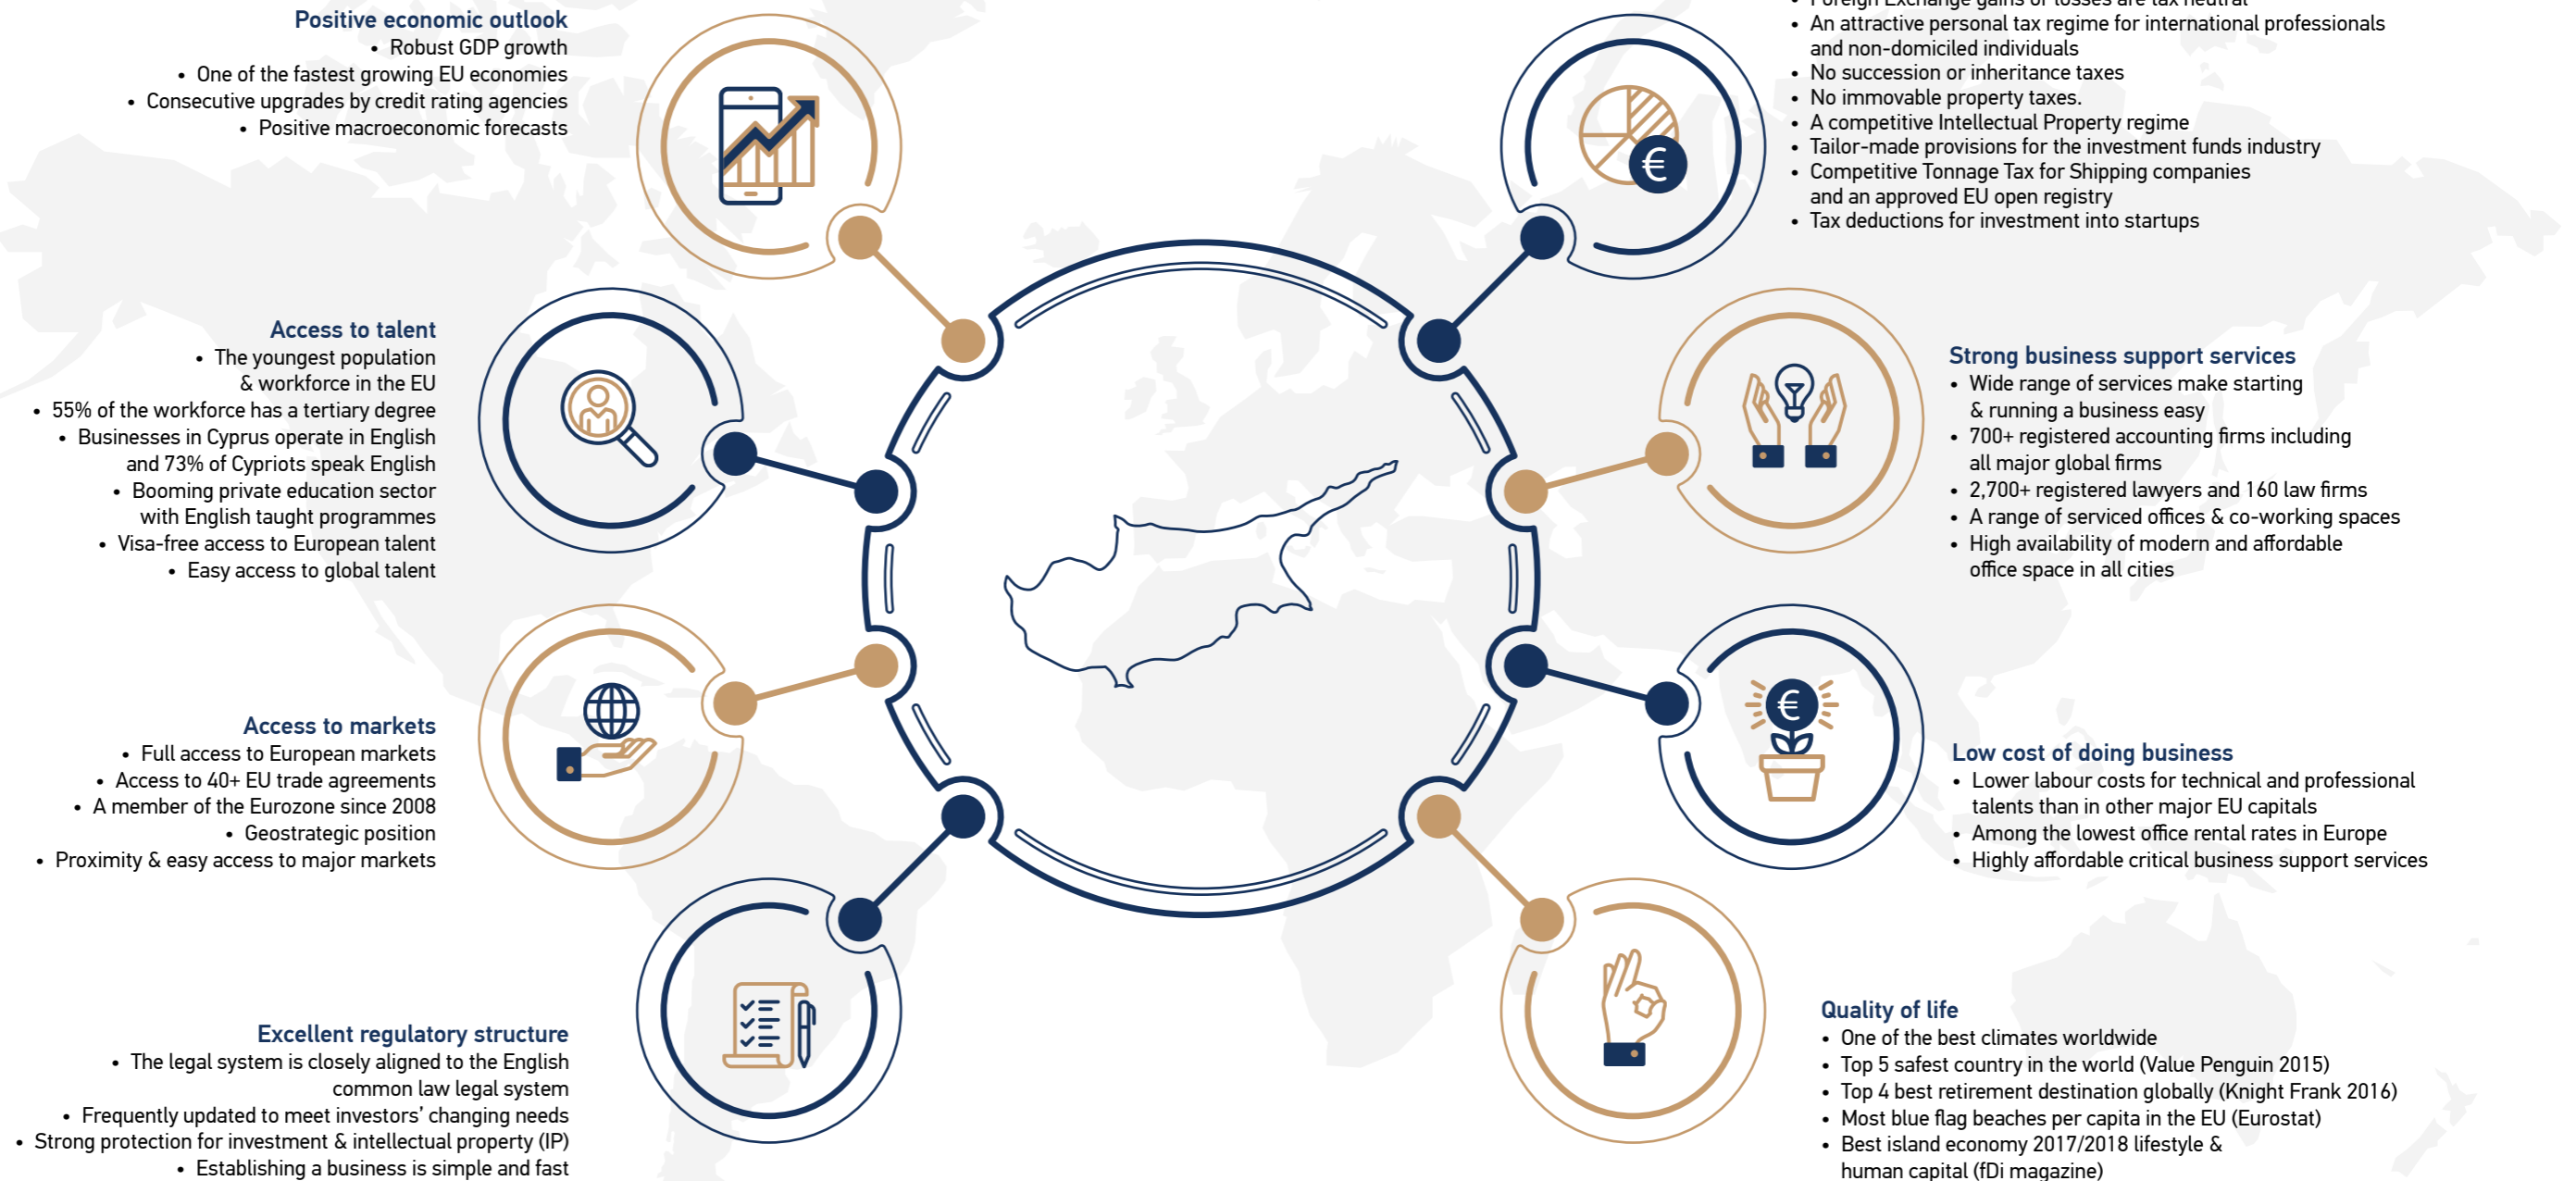 Positive economic outlook
• Robust GDP growth
• One of the fastest growing EU economies
• Consecutive upgrades by credit rating agencies
• Positive macroeconomic forecasts
Access to talent
• The youngest population
& workforce in the EU
• 55% of the workforce has a tertiary degree
• Businesses in Cyprus operate in English
and 73% of Cypriots speak English
• Booming private education sector
with English taught programmes
• Visa-free access to European talent
• Easy access to global talent
Access to markets
• Full access to European markets
• Access to 40+ EU trade agreements
• A member of the Eurozone since 2008
• Geostrategic position
• Proximity & easy access to major markets
Excellent regulatory structure
• The legal system is closely aligned to the English
common law legal system
• Frequently updated to meet investors’ changing needs
• Strong protection for investment & intellectual property (IP)
• Establishing a business is simple and fast
• Foreign Exchange gains or losses are tax neutral
• An attractive personal tax regime for international professionals
and non-domiciled individuals
• No succession or inheritance taxes
• No immovable property taxes.
• A competitive Intellectual Property regime
• Tailor-made provisions for the investment funds industry
• Competitive Tonnage Tax for Shipping companies
and an approved EU open registry
• Tax deductions for investment into startups
€
Strong business support services
• Wide range of services make starting
& running a business easy
• 700+ registered accounting firms including
all major global firms
• 2,700+ registered lawyers and 160 law firms
• A range of serviced offices & co-working spaces
• High availability of modern and affordable
office space in all cities
€
Low cost of doing business
• Lower labour costs for technical and professional
talents than in other major EU capitals
• Among the lowest office rental rates in Europe
• Highly affordable critical business support services
Quality of life
• One of the best climates worldwide
• Top 5 safest country in the world (Value Penguin 2015)
• Top 4 best retirement destination globally (Knight Frank 2016)
• Most blue flag beaches per capita in the EU (Eurostat)
• Best island economy 2017/2018 lifestyle &
human capital (fDi magazine)